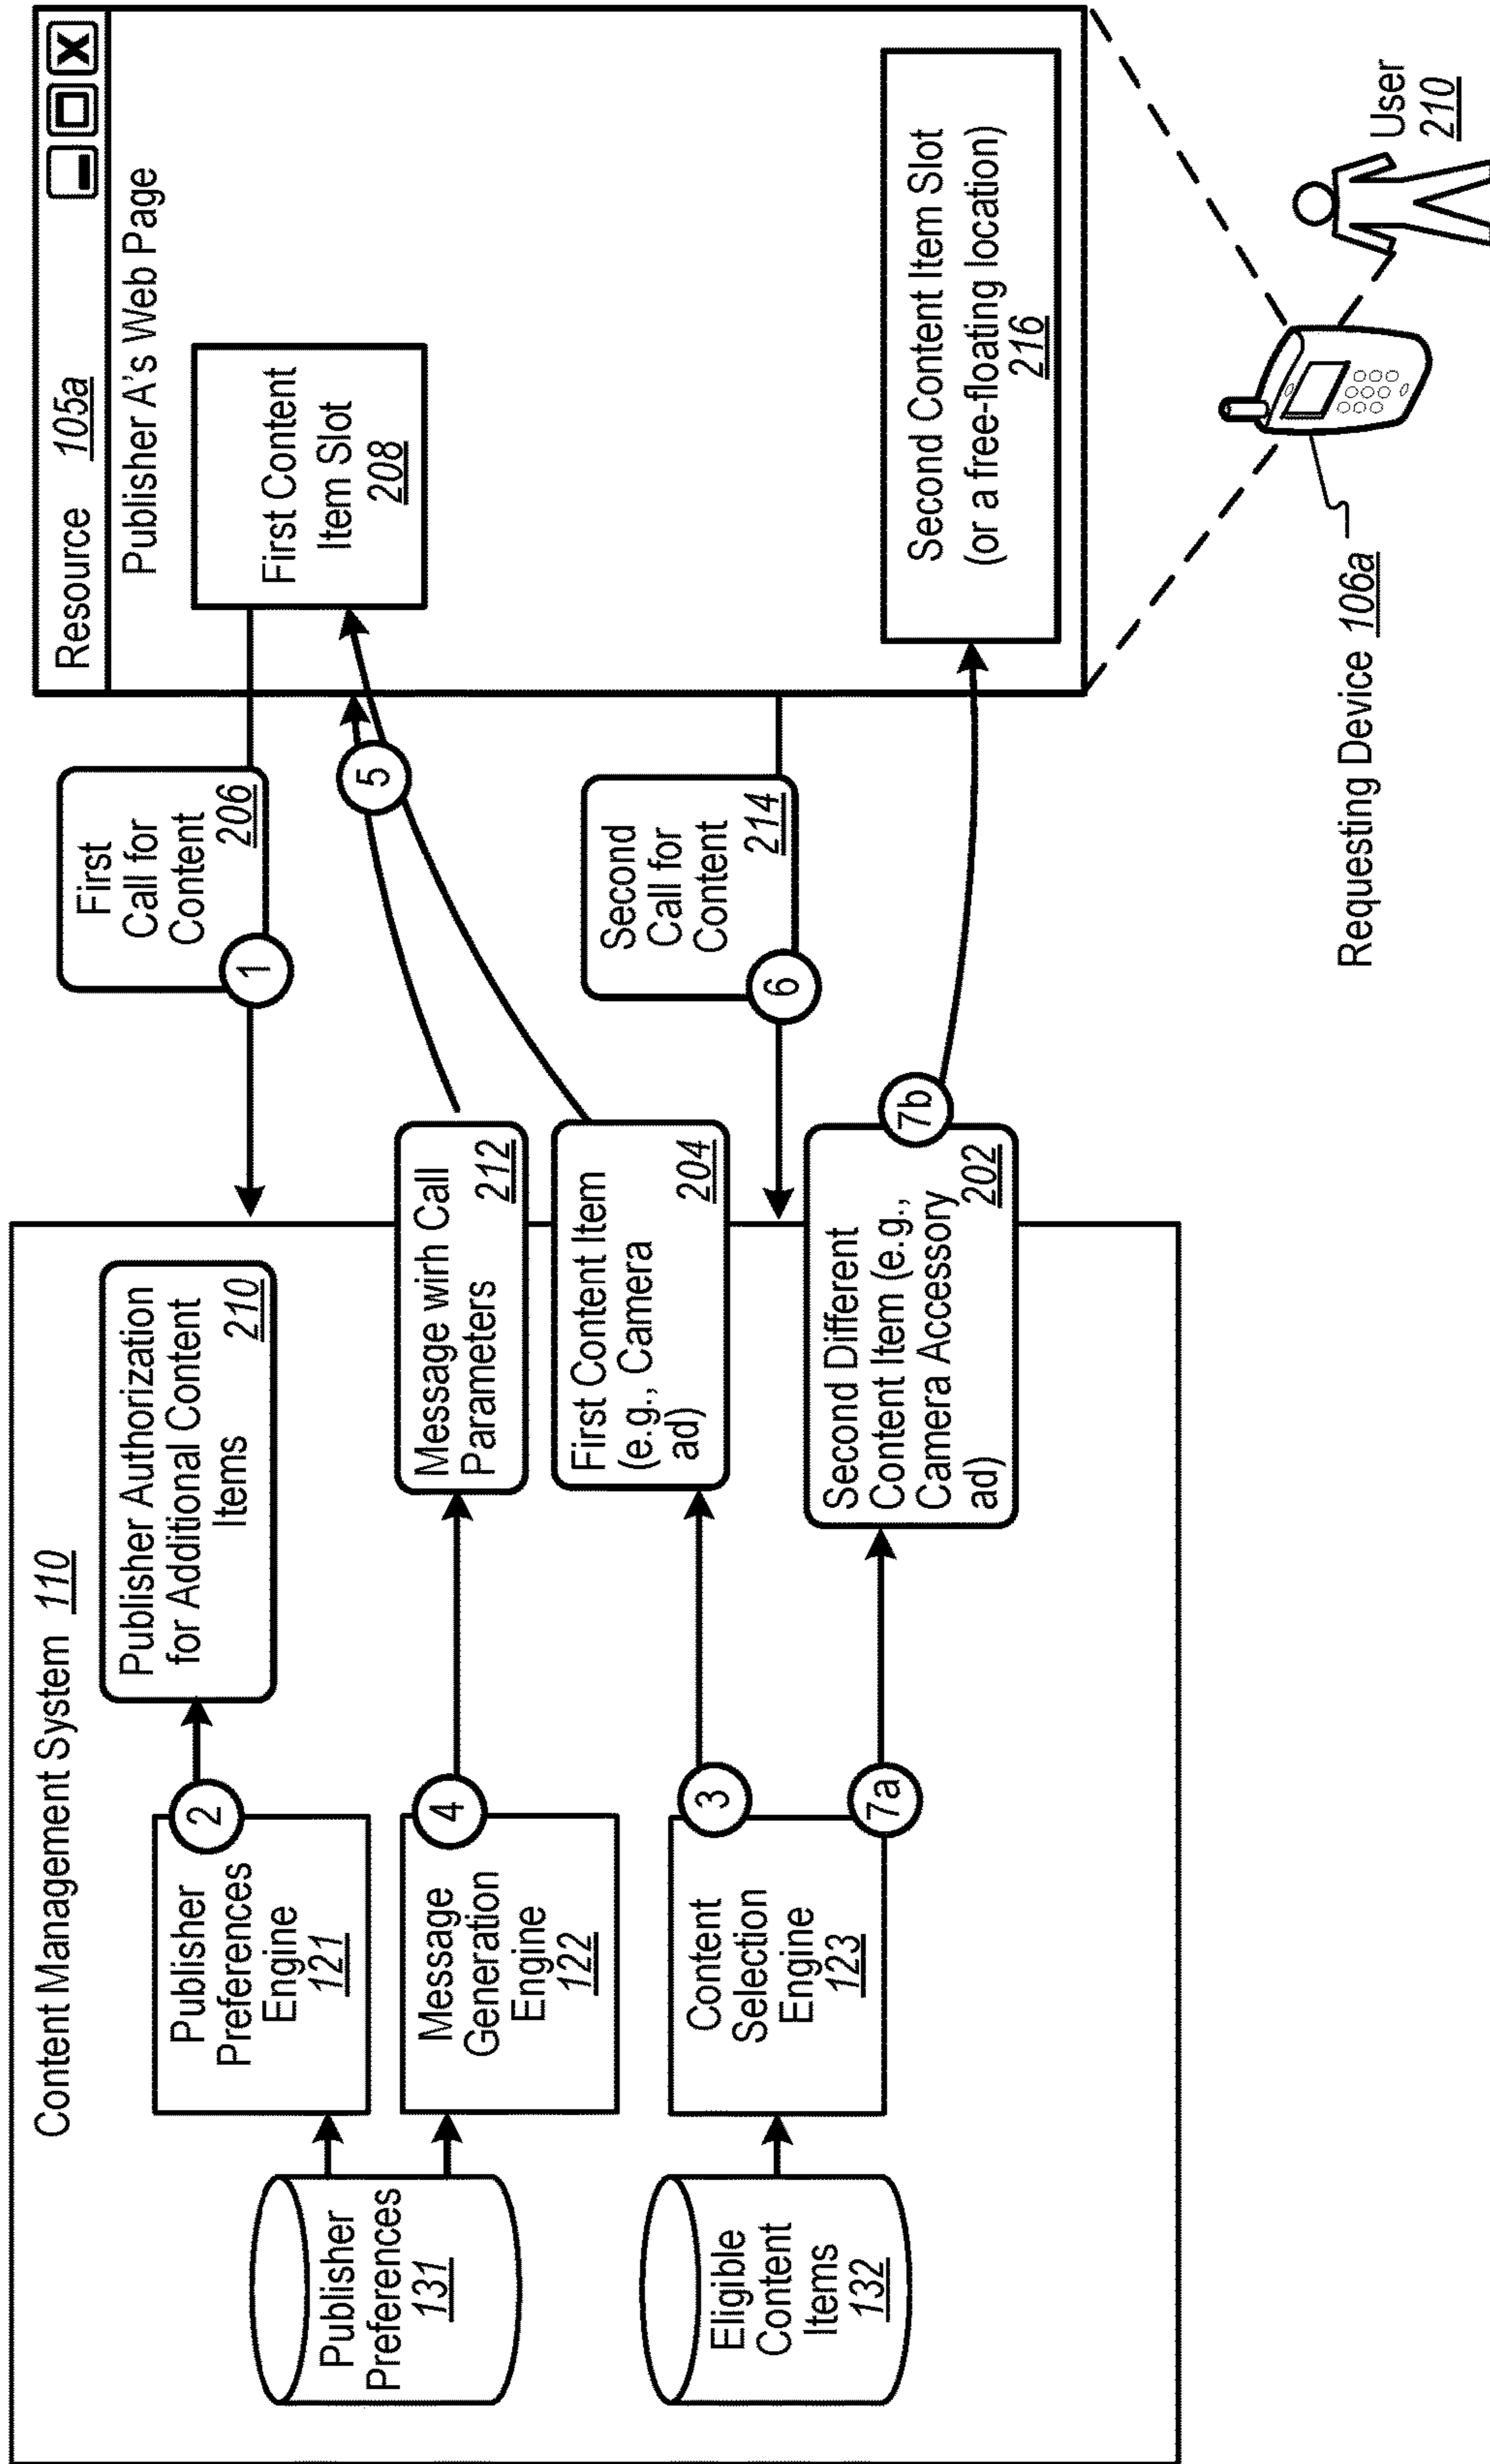 Content Management System 110
Publisher
Preferences
131
Eligible
Content
Items
132
Publisher
Preferences
Engine
121
2
Publisher Authorization
for Additional Content
Items
210
Message
Generation
Engine
122
4
Message wirh Call
Parameters
212
Content
Selection
Engine
123
3
7a
First Content Item
(e.g., Camera
ad)
204
Second Different
Content Item (e.g.,
Camera Accessory
ad)
202
7b
First
Call for
Content
206
1
5
Second
Call for
Content
214
6
Resource 105a
Publisher A's Web Page
First Content
Item Slot
208
Second Content Item Slot
(or a free-floating location)
216
Requesting Device 106a
User
210